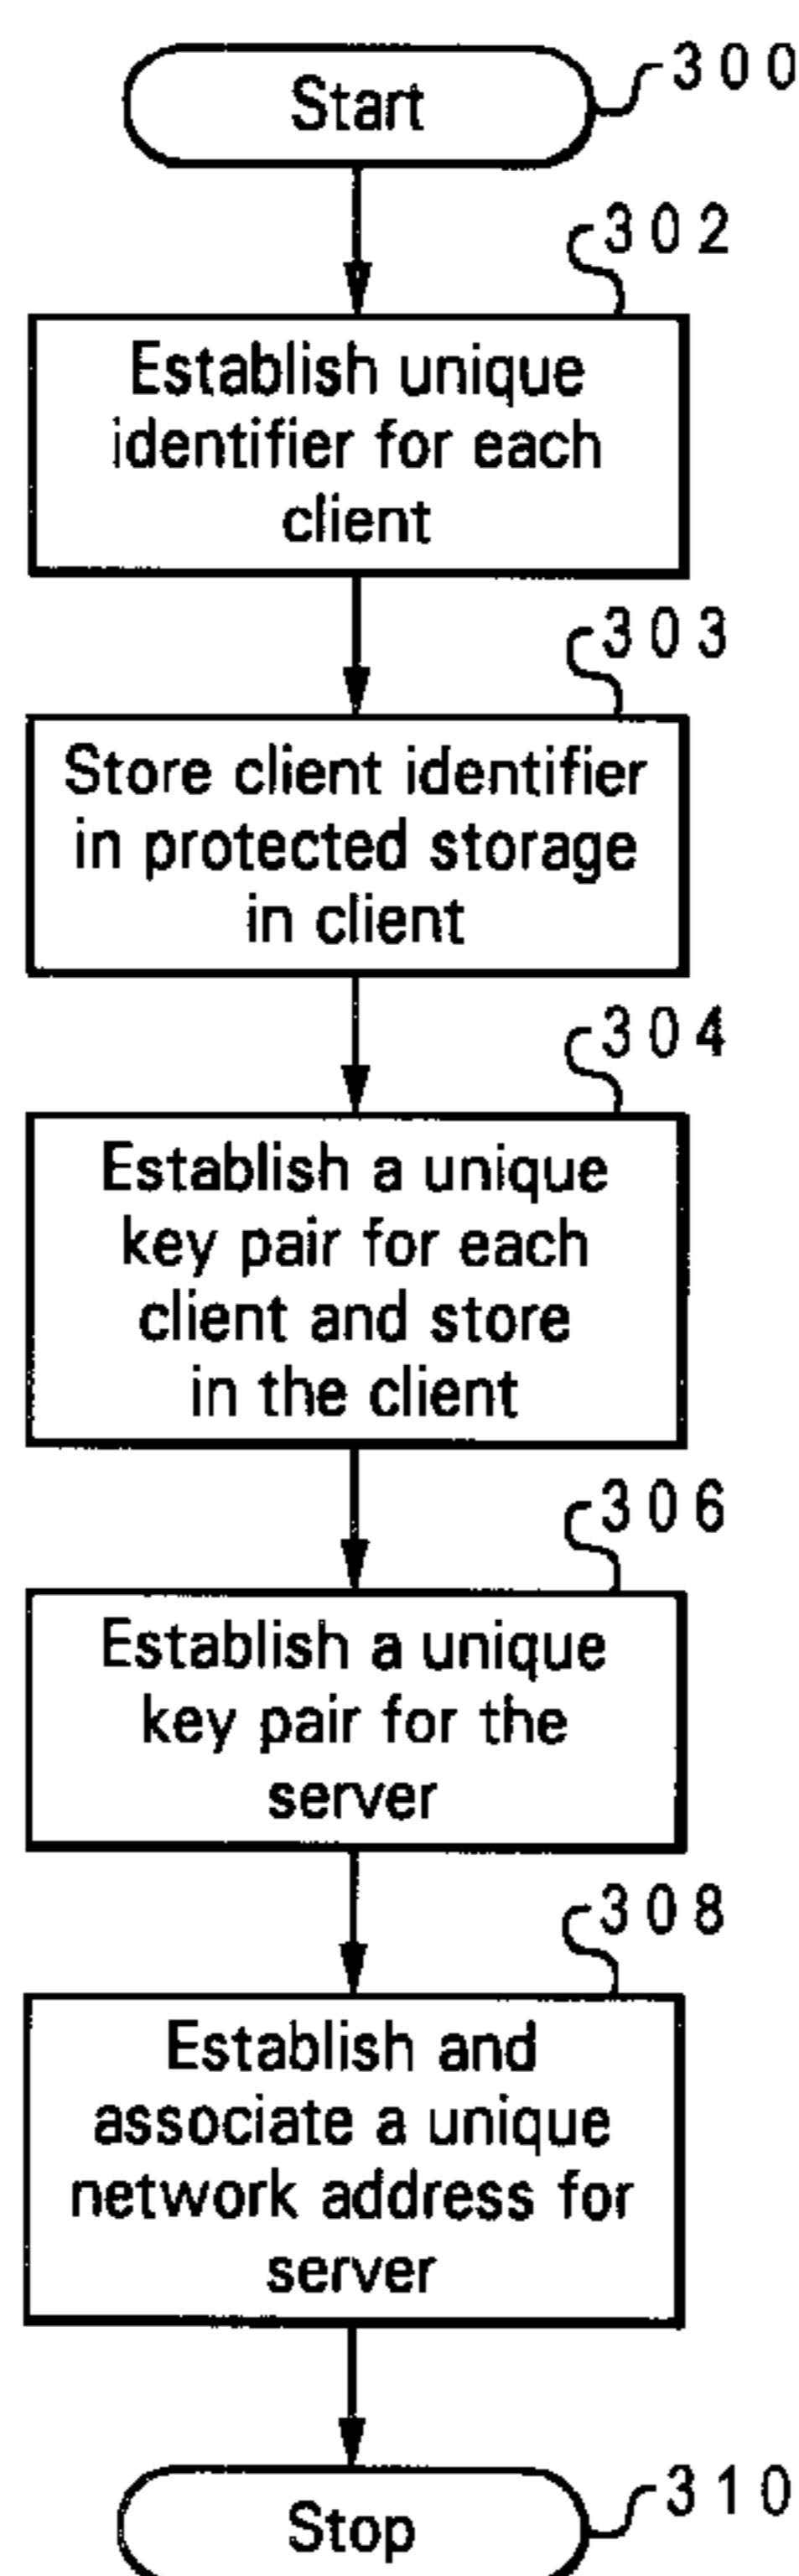 Start
300
302
Establish unique
identifier for each
client
303
Store client identifier
in protected storage
in client
304
Establish a unique
key pair for each
client and store
in the client
306
Establish a unique
key pair for the
server
308
Establish and
associate a unique
network address for
server
Stop
310